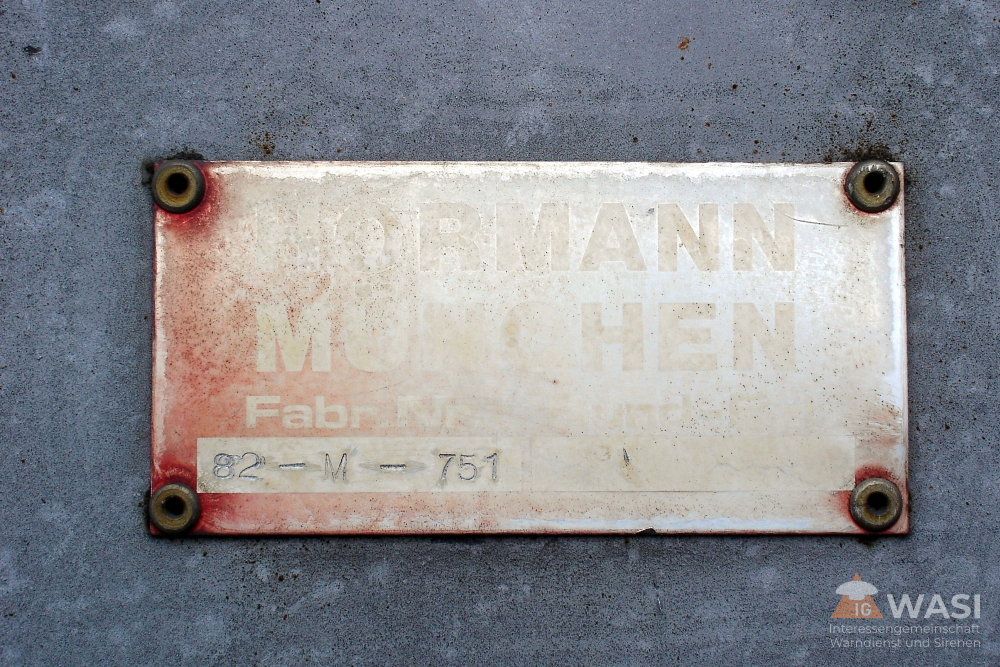 HÖRMANN
MÜNCHEN
Fabr.Nr.
82-M-751
IG WASI
Interessengemeinschaft
Warndienst und Sirenen